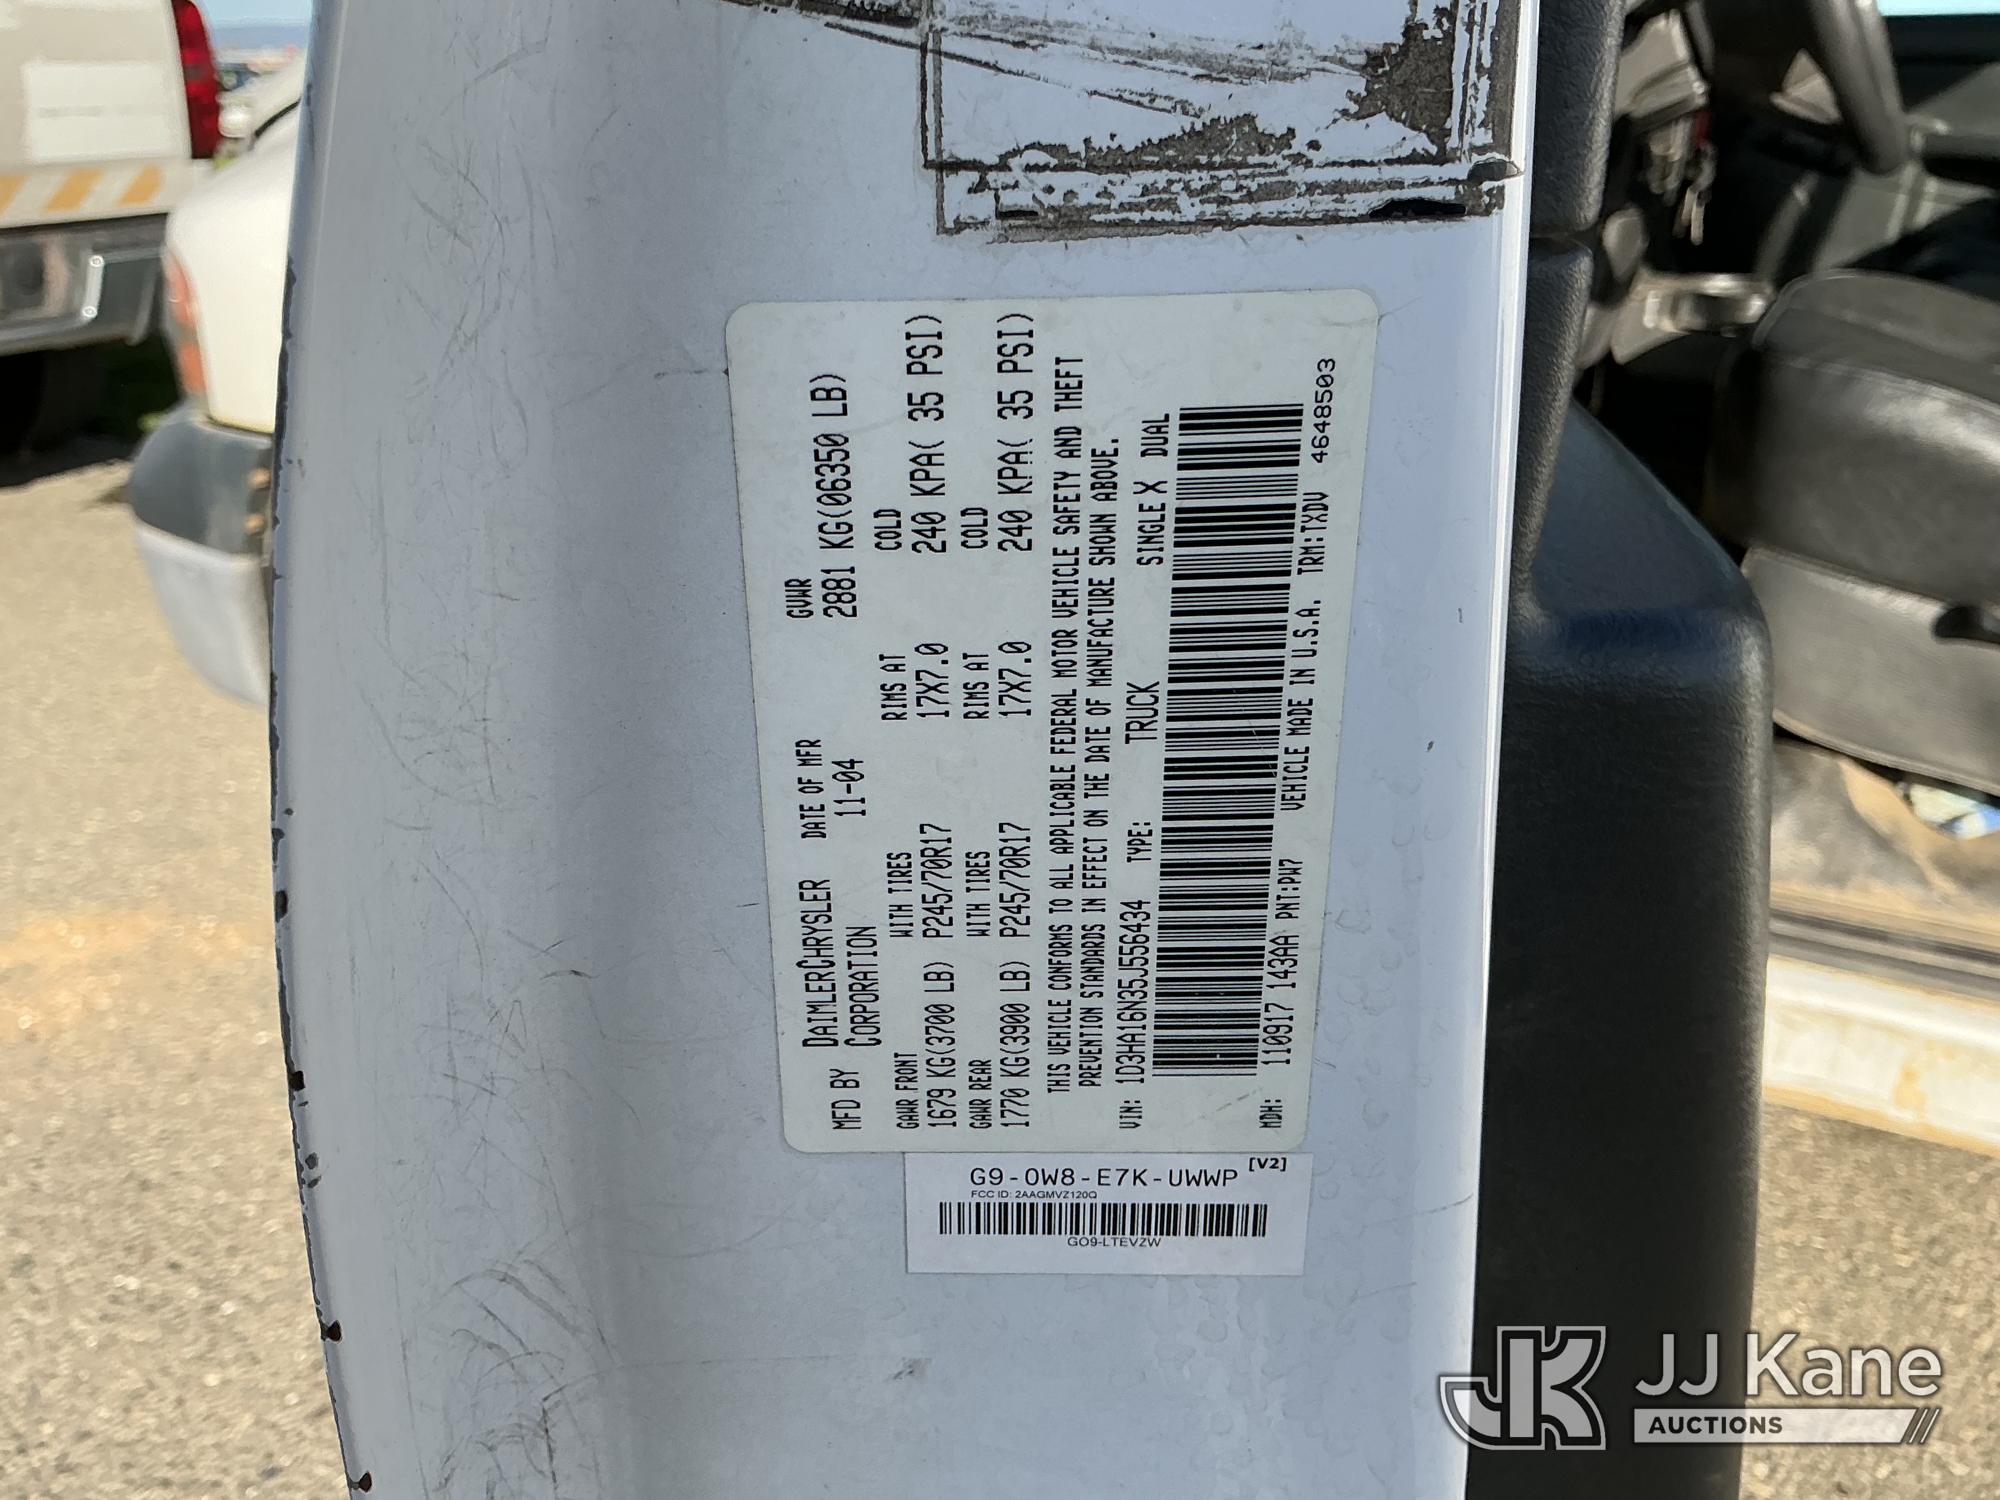 MFD BY DAIMLERCHRYSLER CORPORATION DATE OF MFR 11-04 GVWR 2881 KG(06350 LB)
GAWR FRONT WITH TIRES RIMS AT COLD
1679 KG(3700 LB) P245/70R17 17X7.0 240 KPA( 35 PSI)
GAWR REAR WITH TIRES RIMS AT COLD
1770 KG(3900 LB) P245/70R17 17X7.0 240 KPA( 35 PSI)
THIS VEHICLE CONFORMS TO ALL APPLICABLE FEDERAL MOTOR VEHICLE SAFETY AND THEFT
PREVENTION STANDARDS IN EFFECT ON THE DATE OF MANUFACTURE SHOWN ABOVE.
VIN: 1D3HA16N35J556434 TYPE: TRUCK SINGLE X DUAL
MDH: 110917 143AA PNT:PW7 VEHICLE MADE IN U.S.A. TRM:TXDV 4648503
G9-0W8-E7K-UWWP [V2]
FCC ID: 2AAGMVZ120Q
GO9-LTEVZW
JK JJ Kane
AUCTIONS